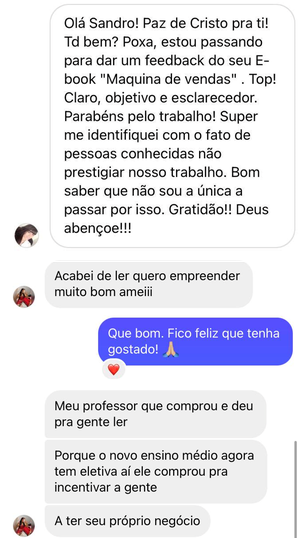 Olá Sandro! Paz de Cristo pra ti!
Td bem? Poxa, estou passando
para dar um feedback do seu E-
book "Maquina de vendas" . Top!
Claro, objetivo e esclarecedor.
Parabéns pelo trabalho! Super
me identifiquei com o fato de
pessoas conhecidas não
prestigiar nosso trabalho. Bom
saber que não sou a única a
passar por isso. Gratidão!! Deus
abençoe!!!
Acabei de ler quero empreender
muito bom ameiii
Que bom. Fico feliz que tenha
gostado! 🙏🏼
❤️
Meu professor que comprou e deu
pra gente ler
Porque o novo ensino médio agora
tem eletiva aí ele comprou pra
incentivar a gente
A ter seu próprio negócio